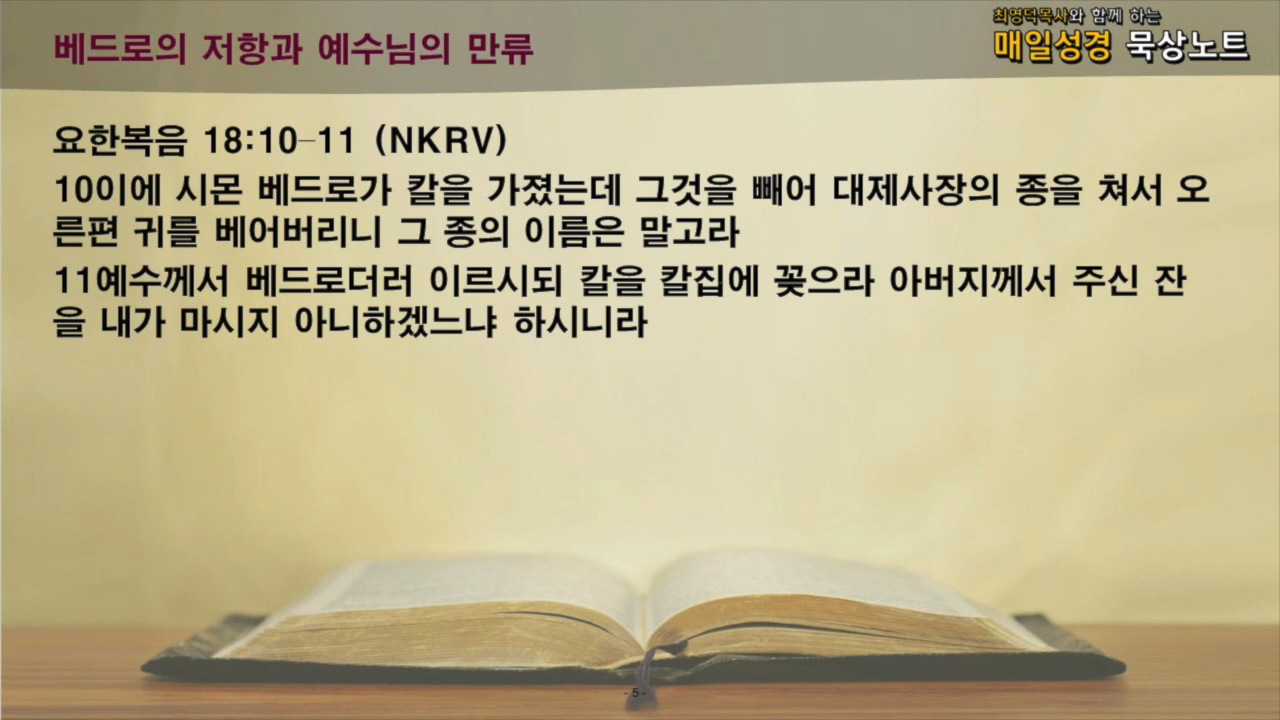 베드로의 저항과 예수님의 만류
최영덕목사와 함께 하는
매일성경 묵상노트
요한복음 18:10-11 (NKRV)
10이에 시몬 베드로가 칼을 가졌는데 그것을 빼어 대제사장의 종을 쳐서 오
른편 귀를 베어버리니 그 종의 이름은 말고라
11예수께서 베드로더러 이르시되 칼을 칼집에 꽂으라 아버지께서 주신 잔
을 내가 마시지 아니하겠느냐 하시니라
- 5 -